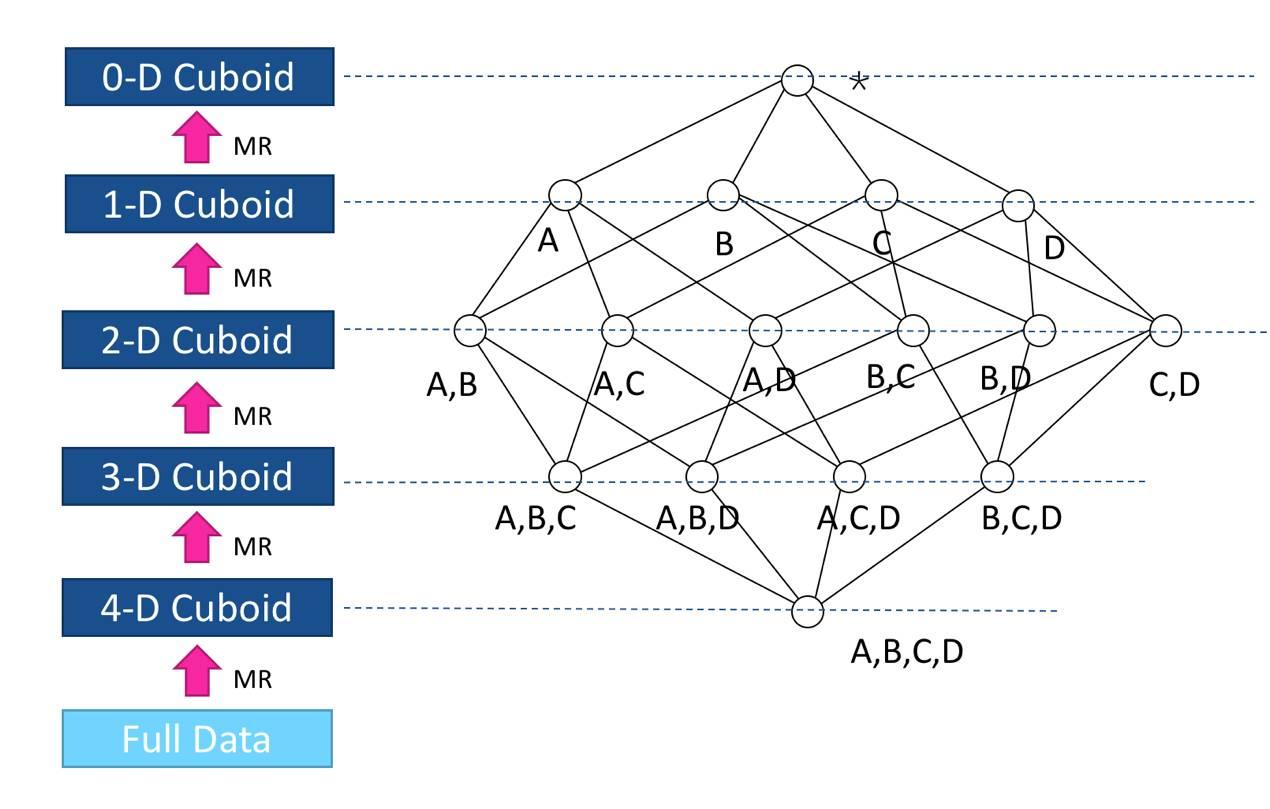 0-D Cuboid
*
MR
1-D Cuboid
A
B
C
D
MR
2-D Cuboid
A,B
A,C
A,D
B,C
B,D
C,D
MR
3-D Cuboid
A,B,C
A,B,D
A,C,D
B,C,D
MR
4-D Cuboid
A,B,C,D
MR
Full Data